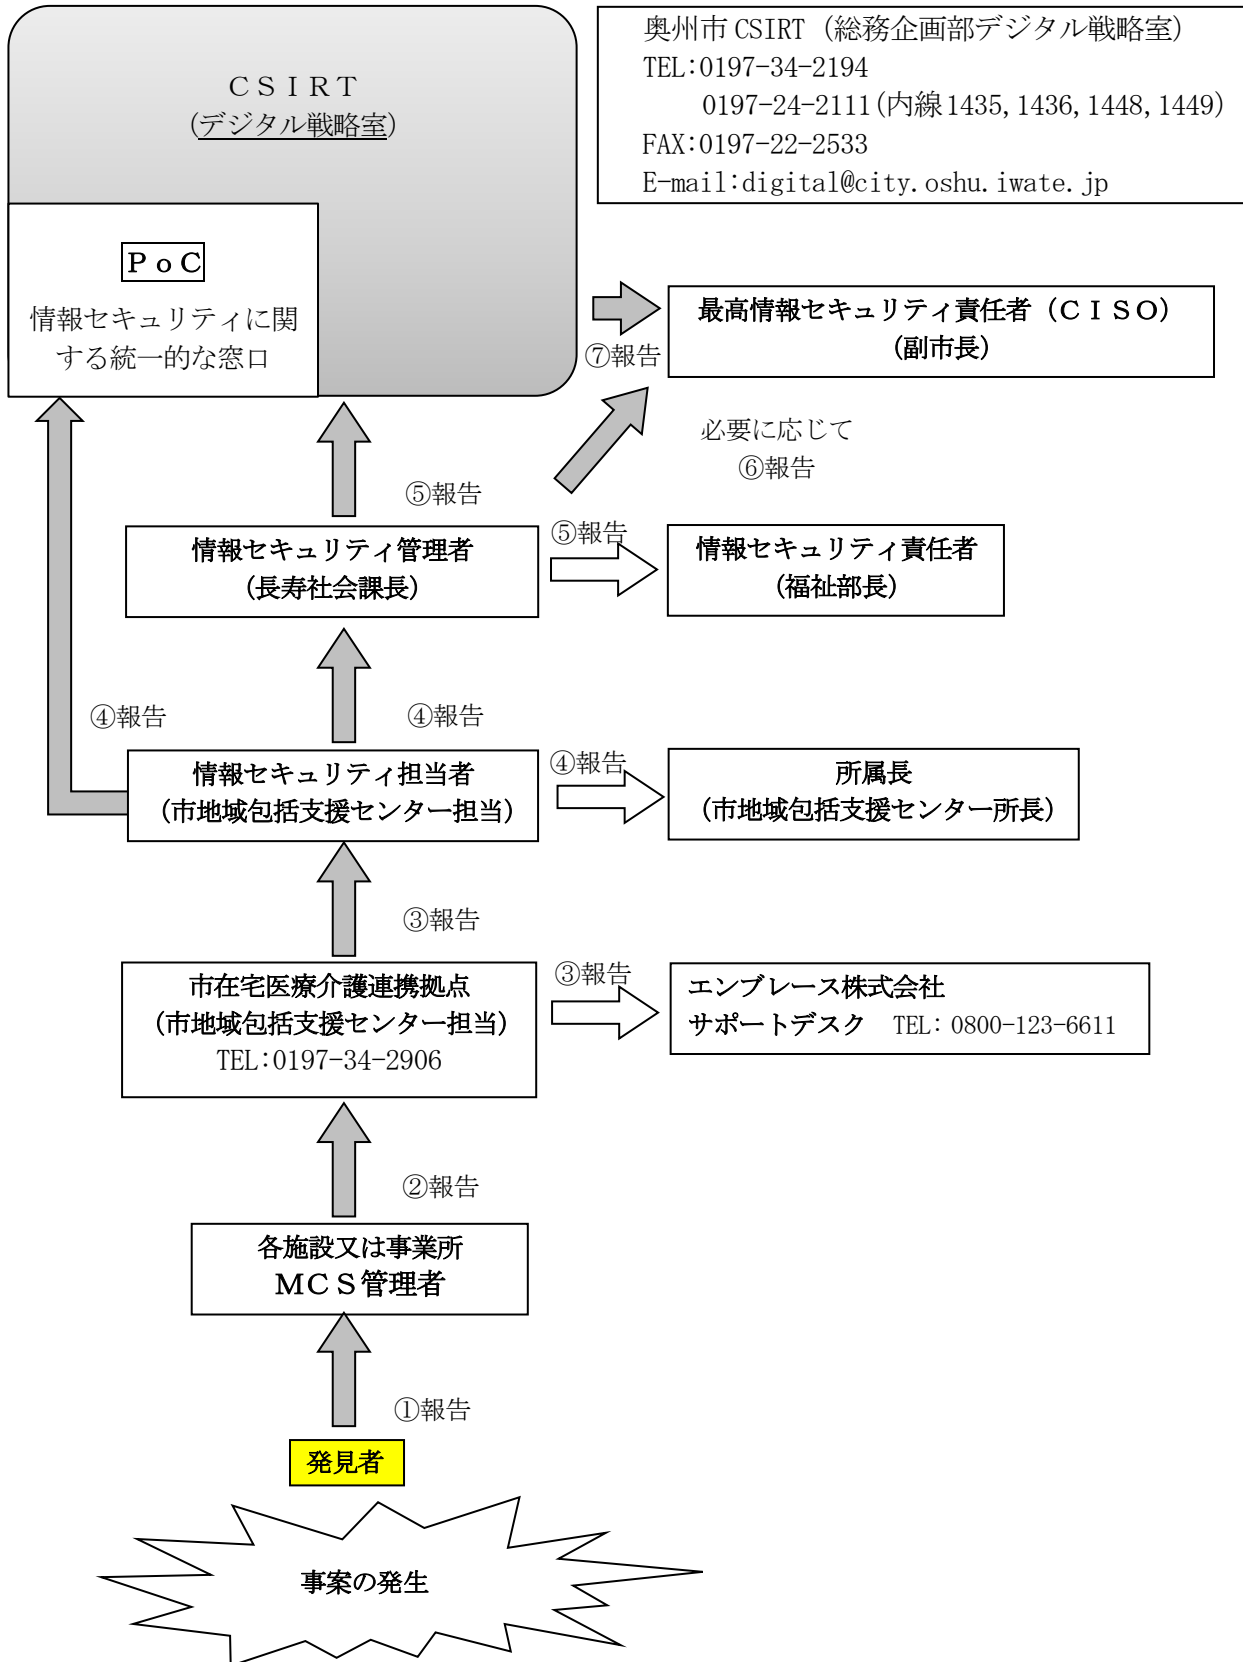 CSIRT
(デジタル戦略室)
奥州市 CSIRT (総務企画部デジタル戦略室)
TEL:0197-34-2194
0197-24-2111(内線1435,1436,1448,1449)
FAX:0197-22-2533
E-mail:digital@city.oshu.iwate.jp
PoC
情報セキュリティに関
する統一的な窓口
⑦報告
最高情報セキュリティ責任者（CISO）
（副市長）
必要に応じて
⑥報告
⑤報告
情報セキュリティ管理者
（長寿社会課長）
⑤報告
情報セキュリティ責任者
（福祉部長）
④報告
④報告
情報セキュリティ担当者
（市地域包括支援センター担当）
④報告
所属長
（市地域包括支援センター所長）
③報告
市在宅医療介護連携拠点
（市地域包括支援センター担当）
TEL:0197-34-2906
③報告
エンブレース株式会社
サポートデスク　TEL: 0800-123-6611
②報告
各施設又は事業所
MCS管理者
①報告
発見者
事案の発生